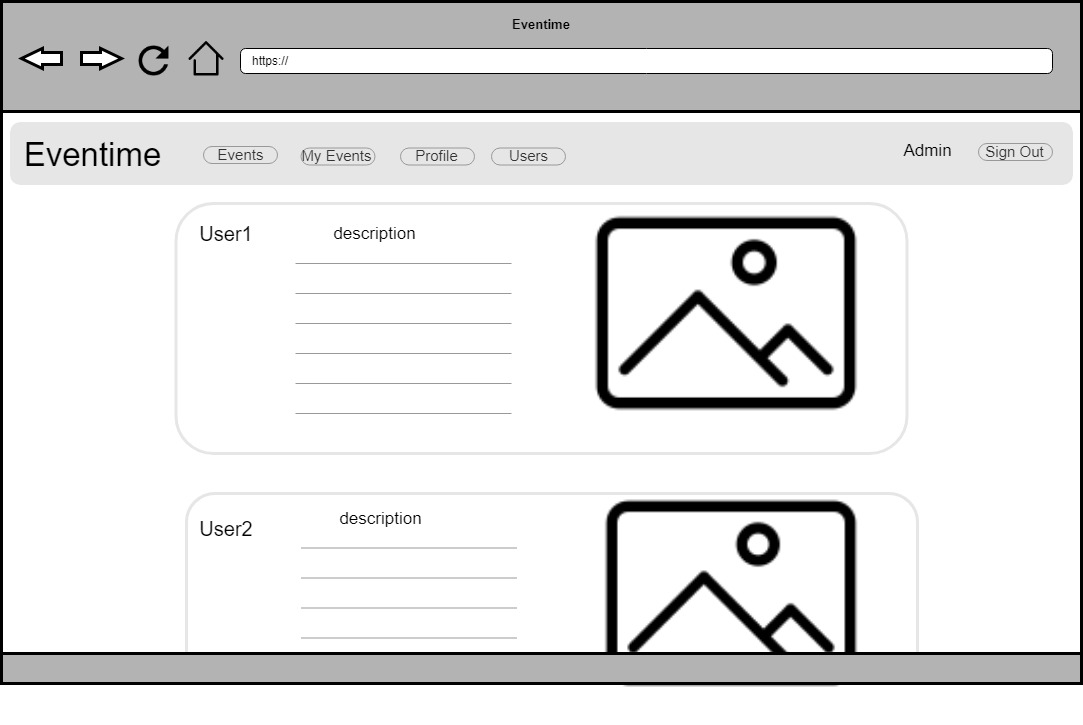 Eventime
https://
Eventime Events My Events Profile Users Admin Sign Out
User1 description
User2 description